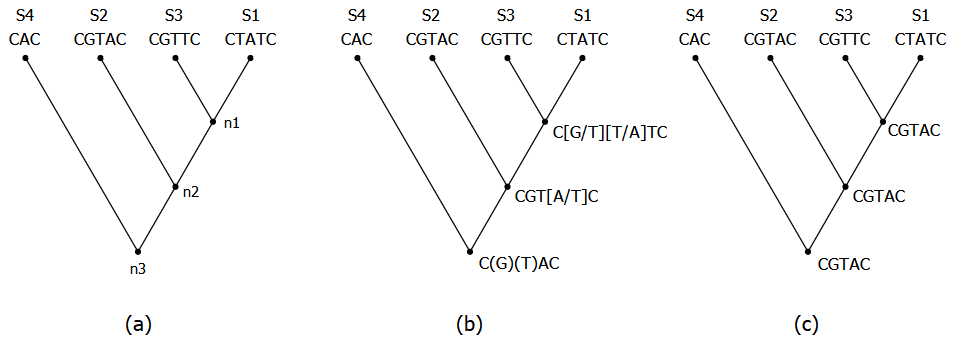 S4 S2 S3 S1
CAC CGTAC CGTTC CTATC
n1
n2
n3
(a)
S4 S2 S3 S1
CAC CGTAC CGTTC CTATC
C[G/T][T/A]TC
CGT[A/T]C
C(G)(T)AC
(b)
S4 S2 S3 S1
CAC CGTAC CGTTC CTATC
CGTAC
CGTAC
CGTAC
(c)